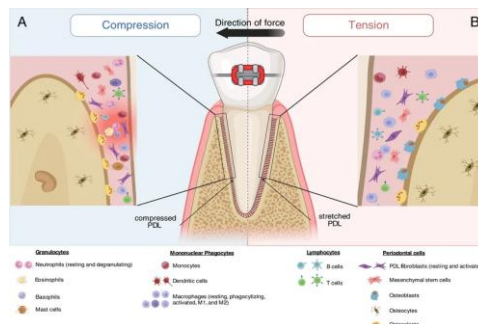 A
Compression
Direction of force
Tension
B
compressed
PDL
stretched
PDL
Granulocytes
Neutrophils (resting and degranulating)
Eosinophils
Basophils
Mast cells
Mononuclear Phagocytes
Monocytes
Dendritic cells
Macrophages (resting, phagocytizing,
activated, M1, and M2)
Lymphocytes
B cells
T cells
Periodontal cells
PDL fibroblasts (resting and activated)
Mesenchymal stem cells
Osteoblasts
Osteocytes